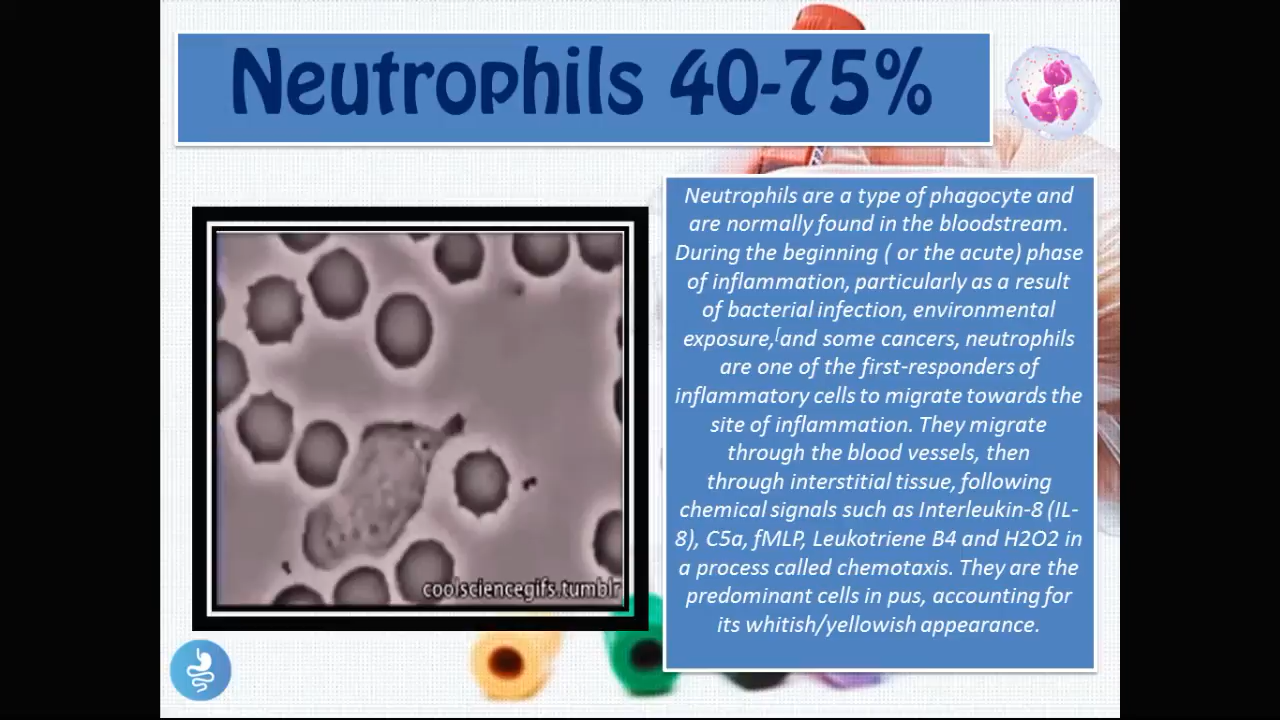 Neutrophils 40-75%
Neutrophils are a type of phagocyte and
are normally found in the bloodstream.
During the beginning ( or the acute) phase
of inflammation, particularly as a result
of bacterial infection, environmental
exposure,[and some cancers, neutrophils
are one of the first-responders of
inflammatory cells to migrate towards the
site of inflammation. They migrate
through the blood vessels, then
through interstitial tissue, following
chemical signals such as Interleukin-8 (IL-
8), C5a, fMLP, Leukotriene B4 and H2O2 in
a process called chemotaxis. They are the
predominant cells in pus, accounting for
its whitish/yellowish appearance.
coolsciencegifs.tumblr